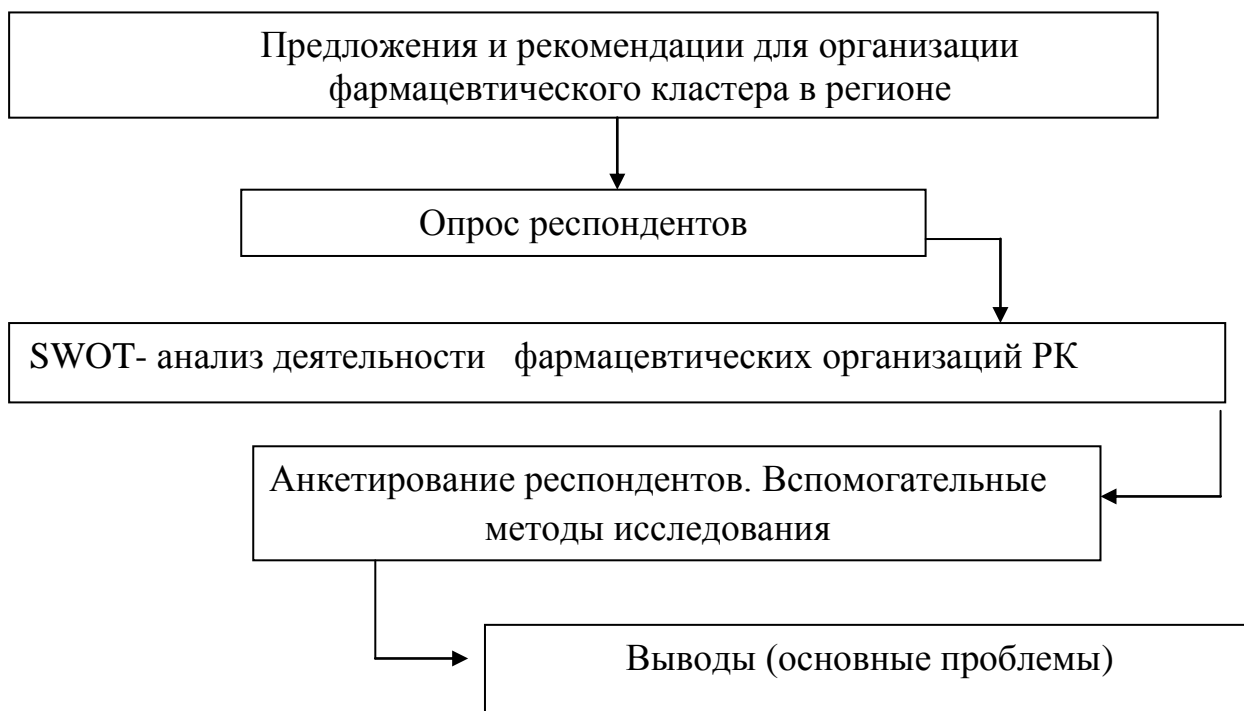 Предложения и рекомендации для организации
фармацевтического кластера в регионе
Опрос респондентов
SWOT- анализ деятельности фармацевтических организаций РК
Анкетирование респондентов. Вспомогательные
методы исследования
Выводы (основные проблемы)